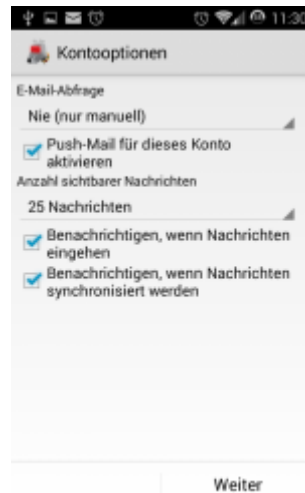 11:30
Kontooptionen
E-Mail-Abfrage
Nie (nur manuell)
Push-Mail für dieses Konto
aktivieren
Anzahl sichtbarer Nachrichten
25 Nachrichten
Benachrichtigen, wenn Nachrichten
eingehen
Benachrichtigen, wenn Nachrichten
synchronisiert werden
Weiter